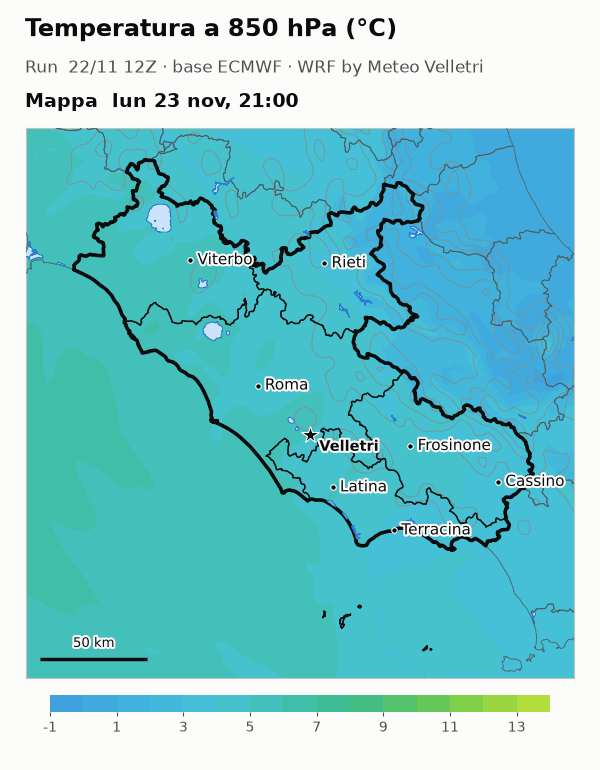 Temperatura a 850 hPa (°C)
Run 22/11 12Z · base ECMWF · WRF by Meteo Velletri
Mappa lun 23 nov, 21:00
Viterbo
Rieti
Roma
Velletri
Frosinone
Cassino
Latina
Terracina
50 km
-1 1 3 5 7 9 11 13